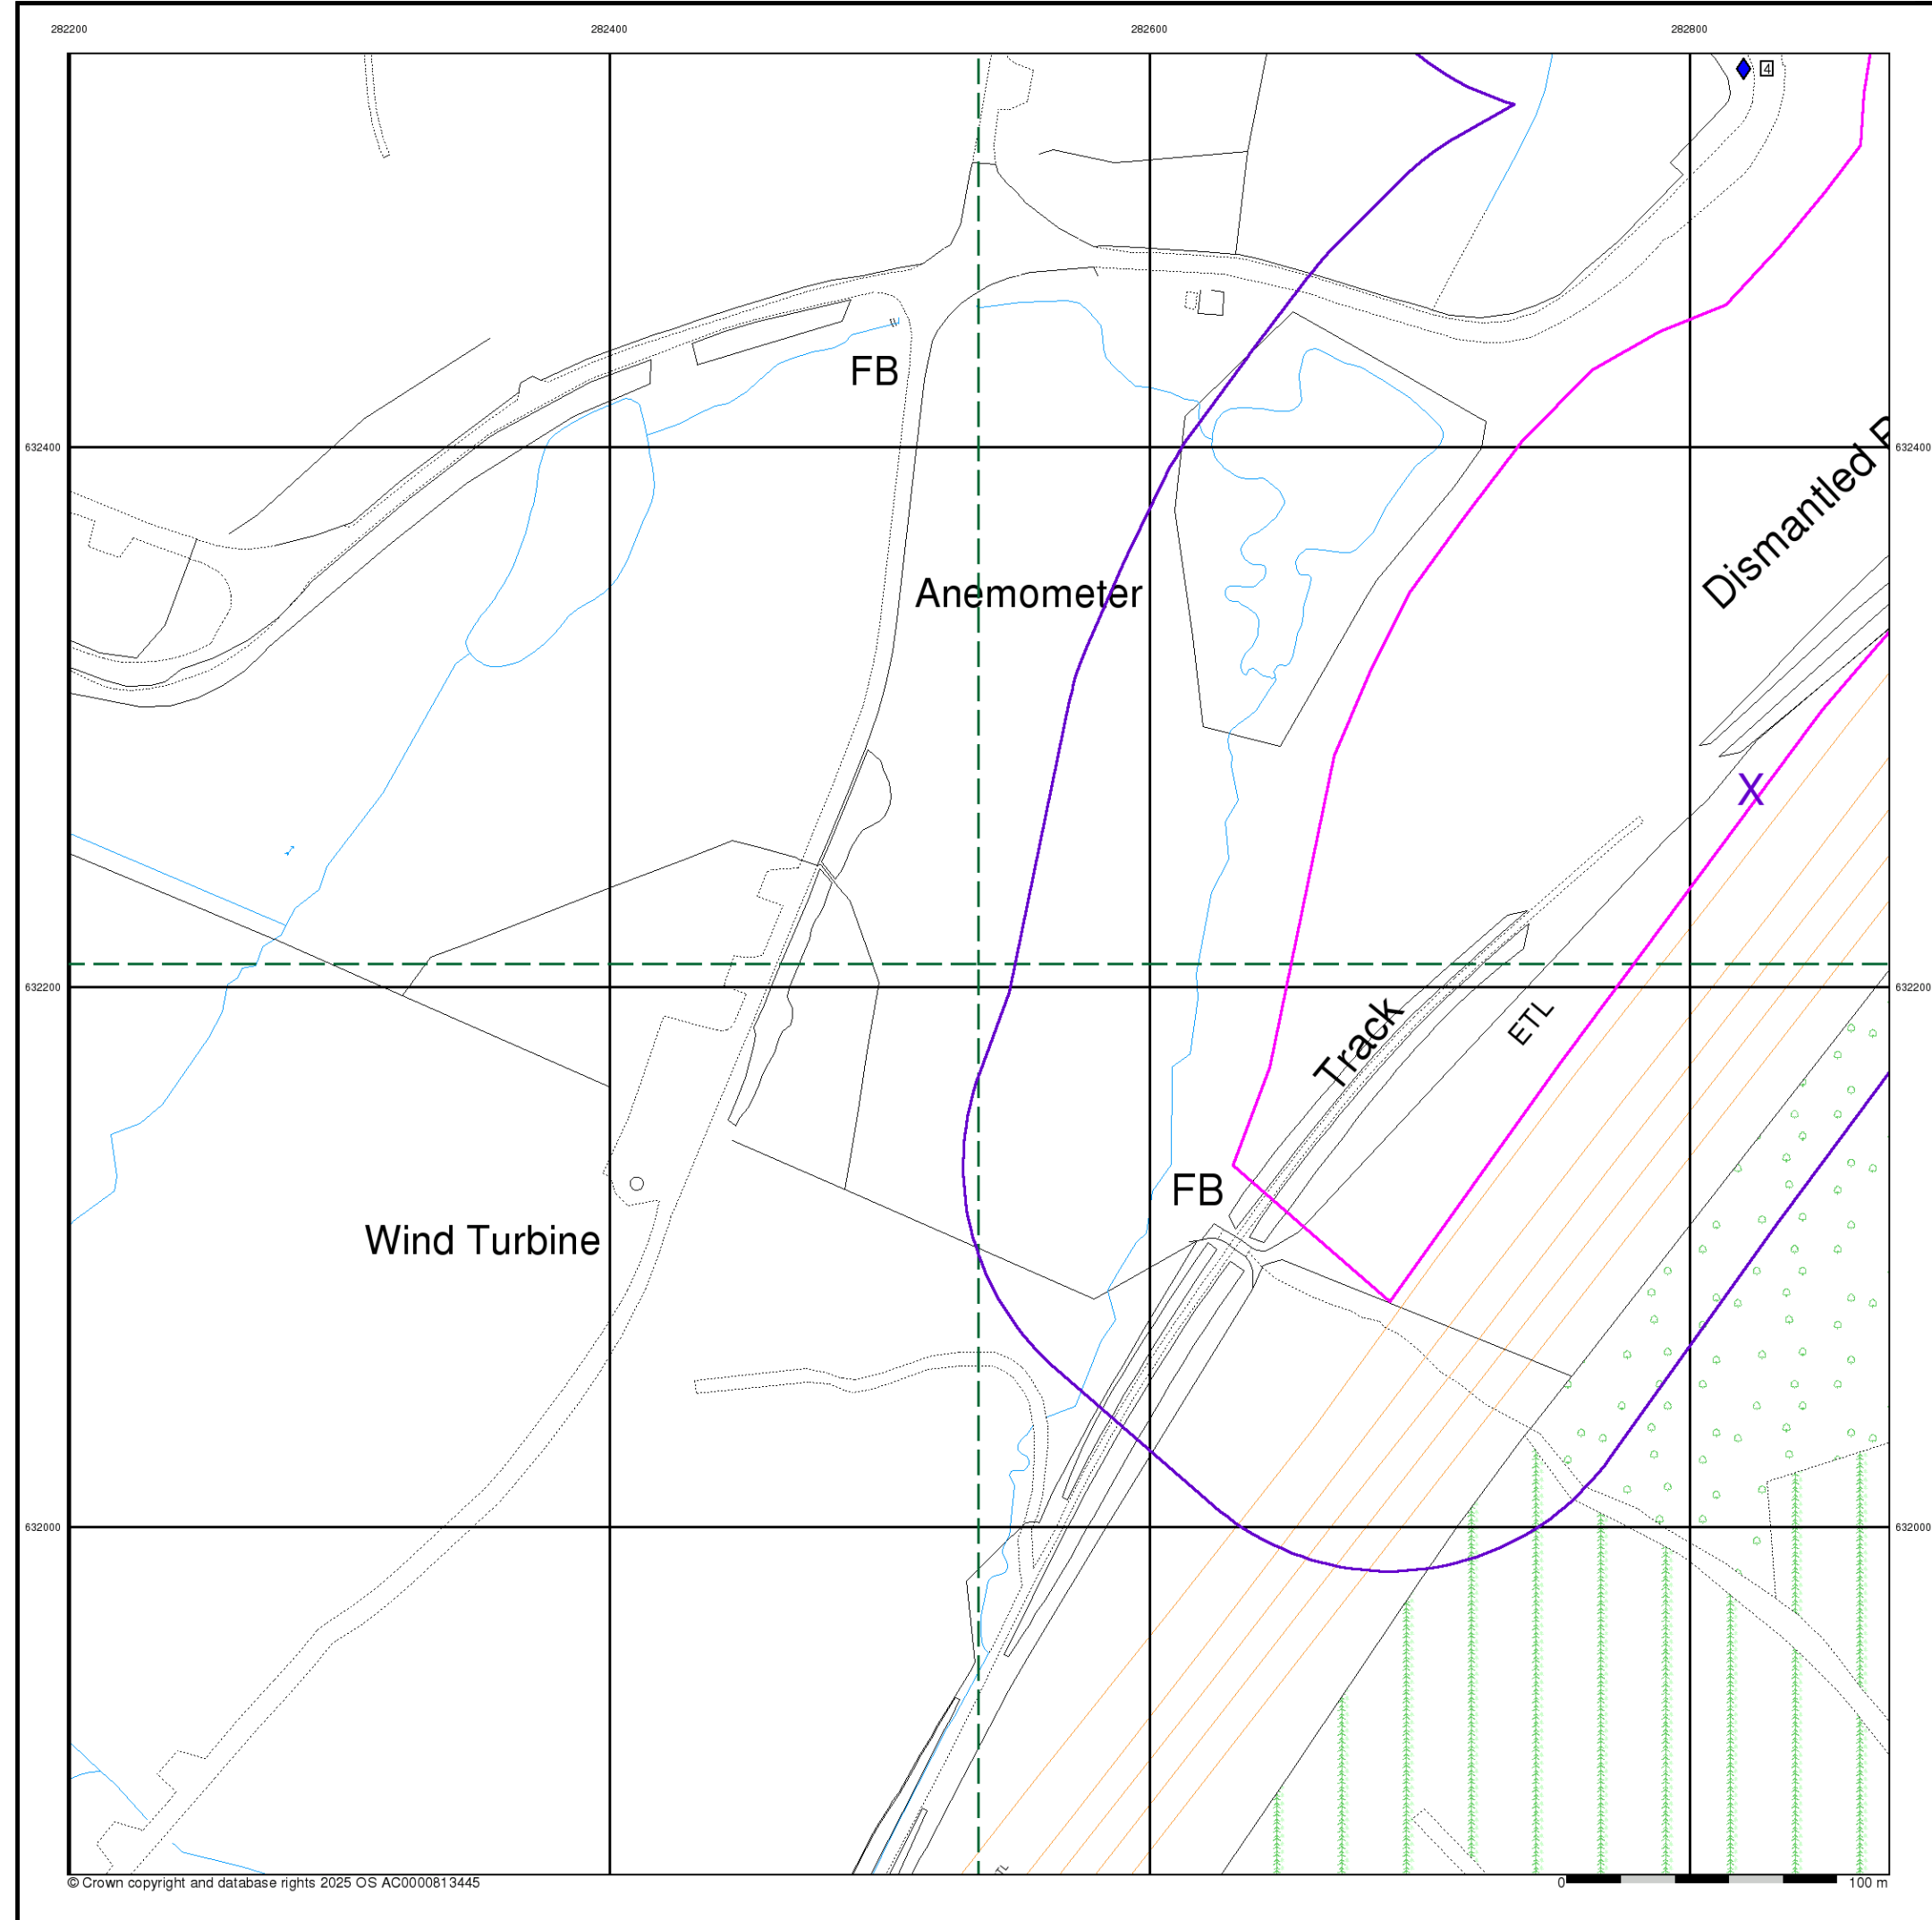 282200 282400 282600 282800
4
FB
632400 632400
Anemometer
Dismantled R
X
632200 632200
Track
ETL
FB
Wind Turbine
632000 632000
TL
© Crown copyright and database rights 2025 OS AC0000813445
0 100 m